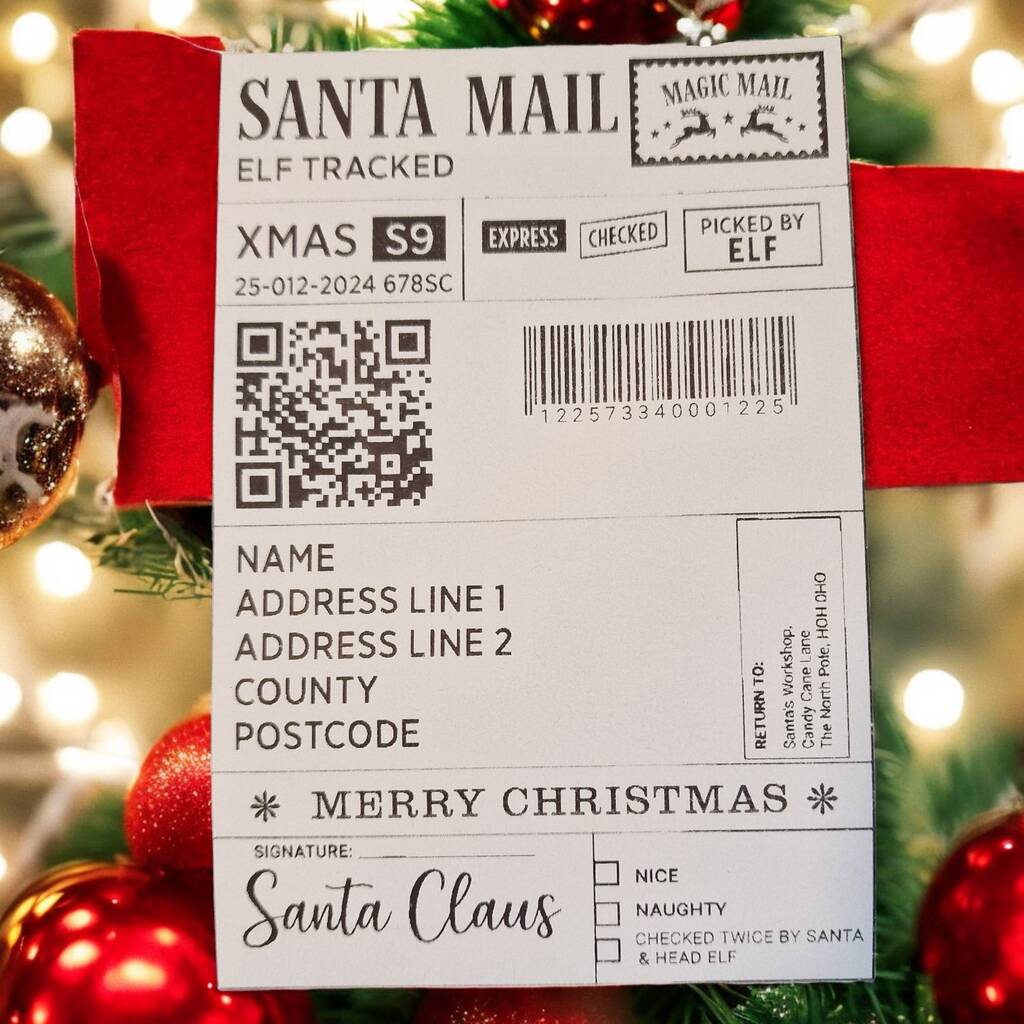 SANTA MAIL
MAGIC MAIL
ELF TRACKED
XMAS S9
25-012-2024 678SC
EXPRESS
CHECKED
PICKED BY
ELF
122573340001225
NAME
ADDRESS LINE 1
ADDRESS LINE 2
COUNTY
POSTCODE
RETURN TO:
Santa's Workshop,
Candy Cane Lane
The North Pole, HOH OHO
MERRY CHRISTMAS
SIGNATURE:
Santa Claus
NICE
NAUGHTY
CHECKED TWICE BY SANTA
& HEAD ELF